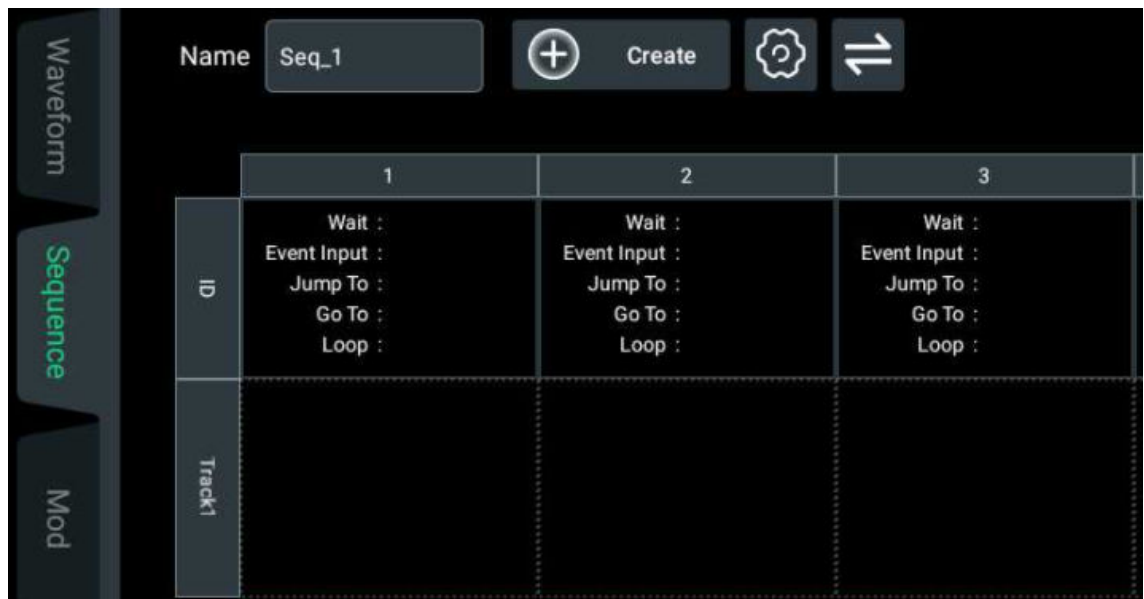 Waveform
Sequence
Mod
Name Seq_1 Create
1 2 3
ID
Wait :
Event Input :
Jump To :
Go To :
Loop :
Wait :
Event Input :
Jump To :
Go To :
Loop :
Wait :
Event Input :
Jump To :
Go To :
Loop :
Track1